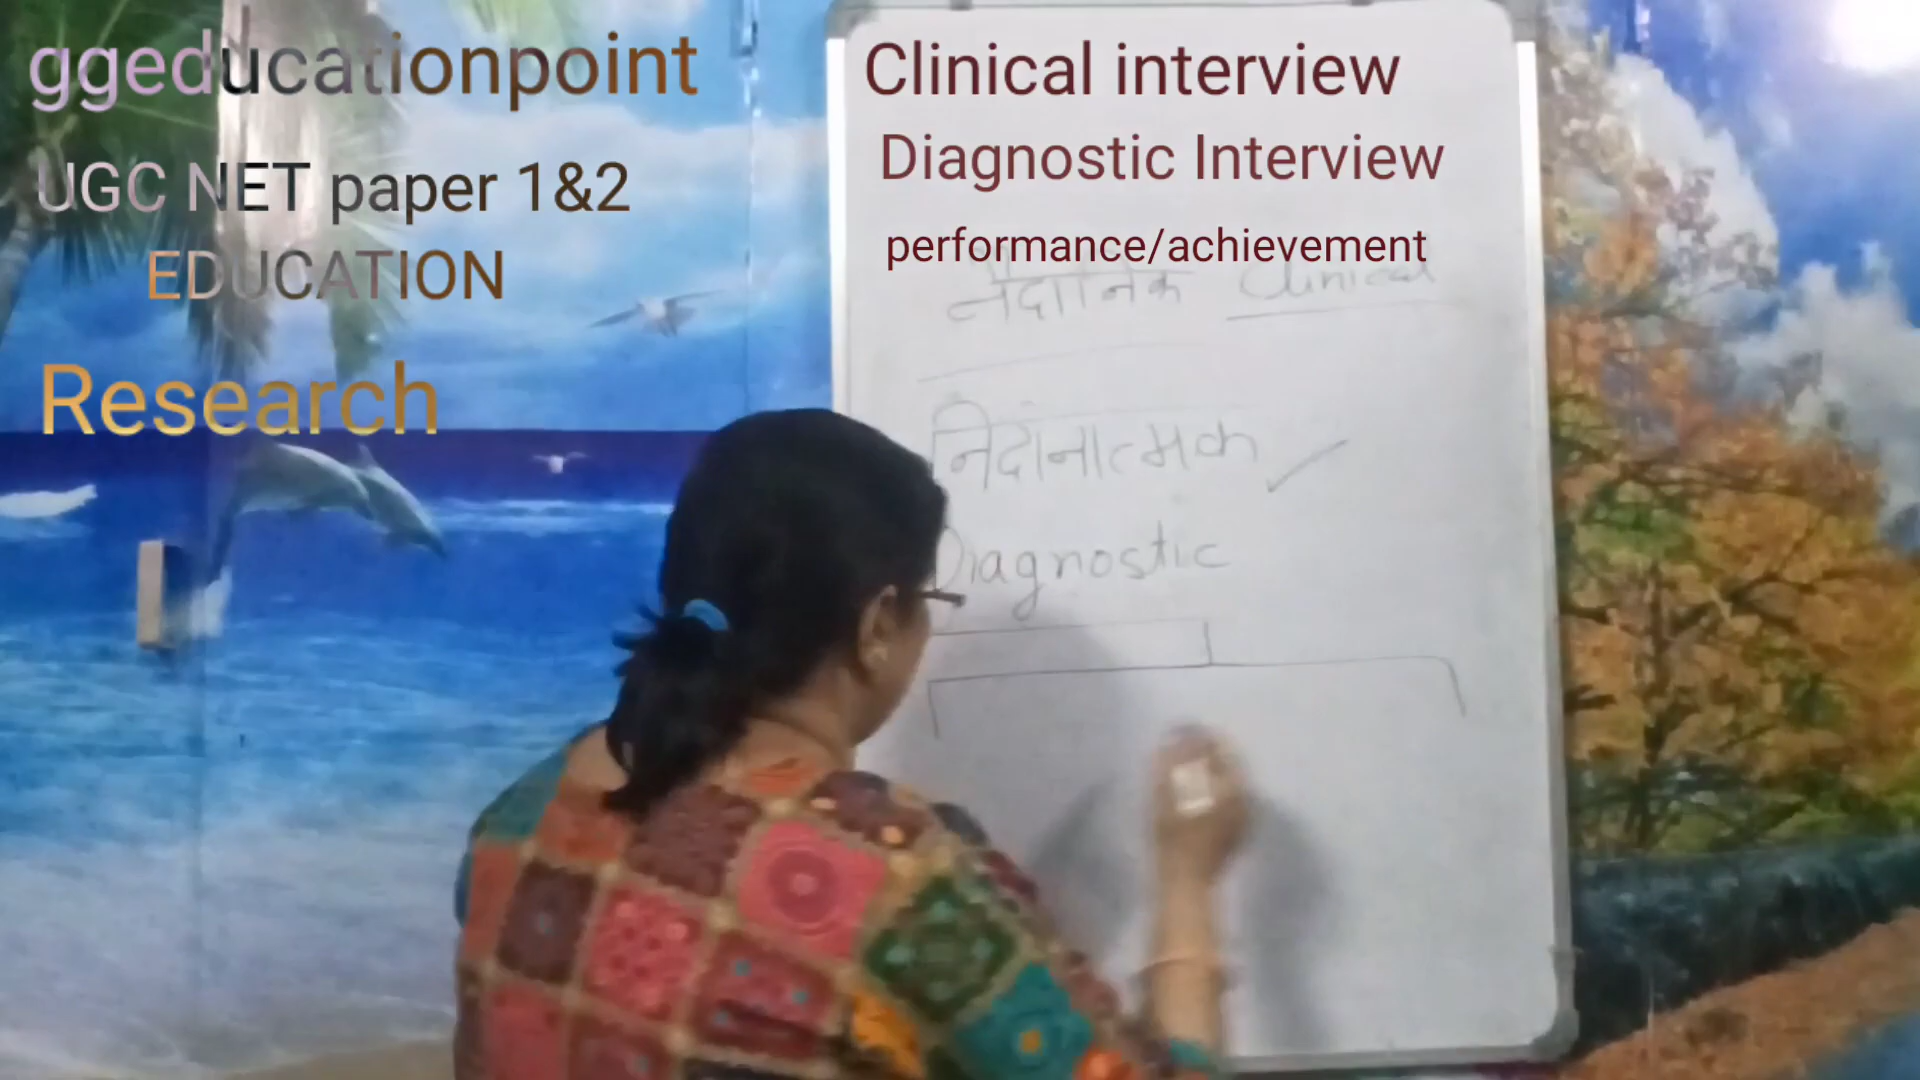 ggeducationpoint
UGC NET paper 1&2
EDUCATION
Research
Clinical interview
Diagnostic Interview
performance/achievement
नैदानिक Clinical
निदानात्मक
Diagnostic